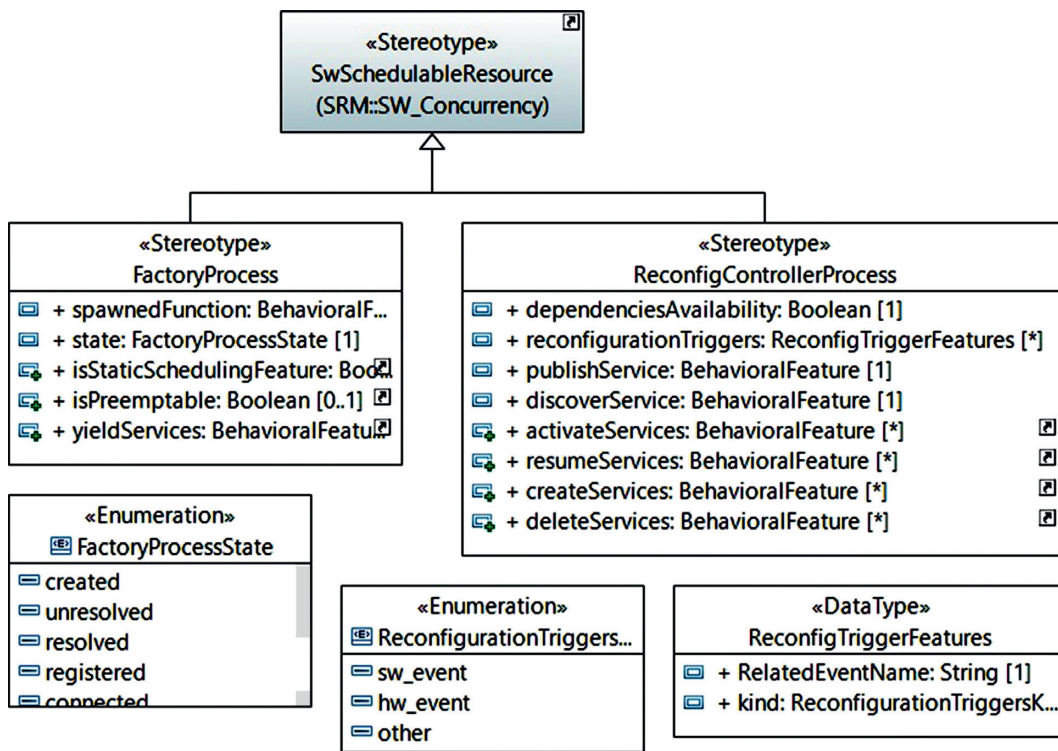 «Stereotype»
SwSchedulableResource
(SRM::SW_Concurrency)
«Stereotype»
FactoryProcess
+ spawnedFunction: BehavioralF...
+ state: FactoryProcessState [1]
+ isStaticSchedulingFeature: Boo...
+ isPreemptable: Boolean [0..1]
+ yieldServices: BehavioralFeatu...
«Stereotype»
ReconfigControllerProcess
+ dependenciesAvailability: Boolean [1]
+ reconfigurationTriggers: ReconfigTriggerFeatures [*]
+ publishService: BehavioralFeature [1]
+ discoverService: BehavioralFeature [1]
+ activateServices: BehavioralFeature [*]
+ resumeServices: BehavioralFeature [*]
+ createServices: BehavioralFeature [*]
+ deleteServices: BehavioralFeature [*]
«Enumeration»
FactoryProcessState
created
unresolved
resolved
registered
connected
«Enumeration»
ReconfigurationTriggers...
sw_event
hw_event
other
«DataType»
ReconfigTriggerFeatures
+ RelatedEventName: String [1]
+ kind: ReconfigurationTriggersK...